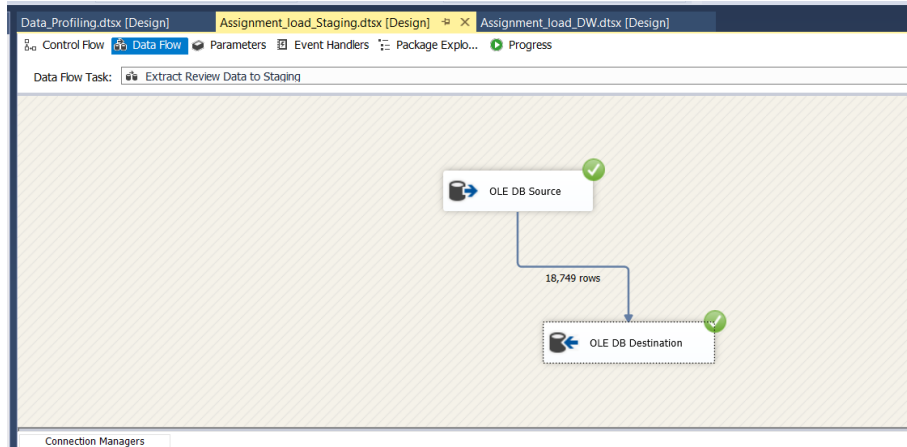 Data_Profiling.dtsx [Design] Assignment_load_Staging.dtsx [Design] Assignment_load_DW.dtsx [Design]
Control Flow Data Flow Parameters Event Handlers Package Explo... Progress
Data Flow Task: Extract Review Data to Staging
OLE DB Source
18,749 rows
OLE DB Destination
Connection Managers